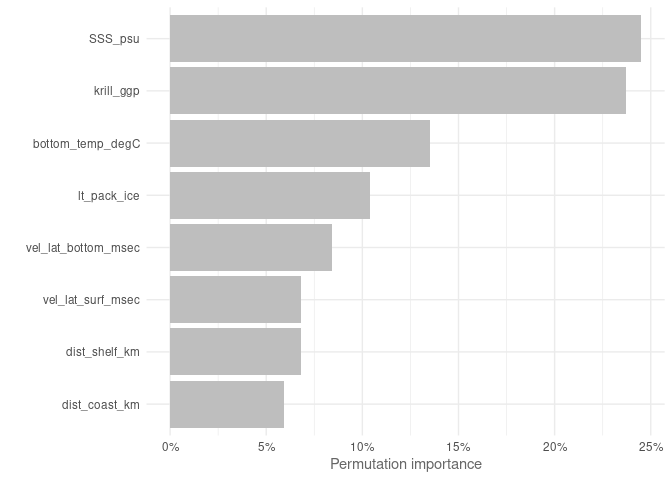 SSS_psu
krill_ggp
bottom_temp_degC
lt_pack_ice
vel_lat_bottom_msec
vel_lat_surf_msec
dist_shelf_km
dist_coast_km
0% 5% 10% 15% 20% 25%
Permutation importance